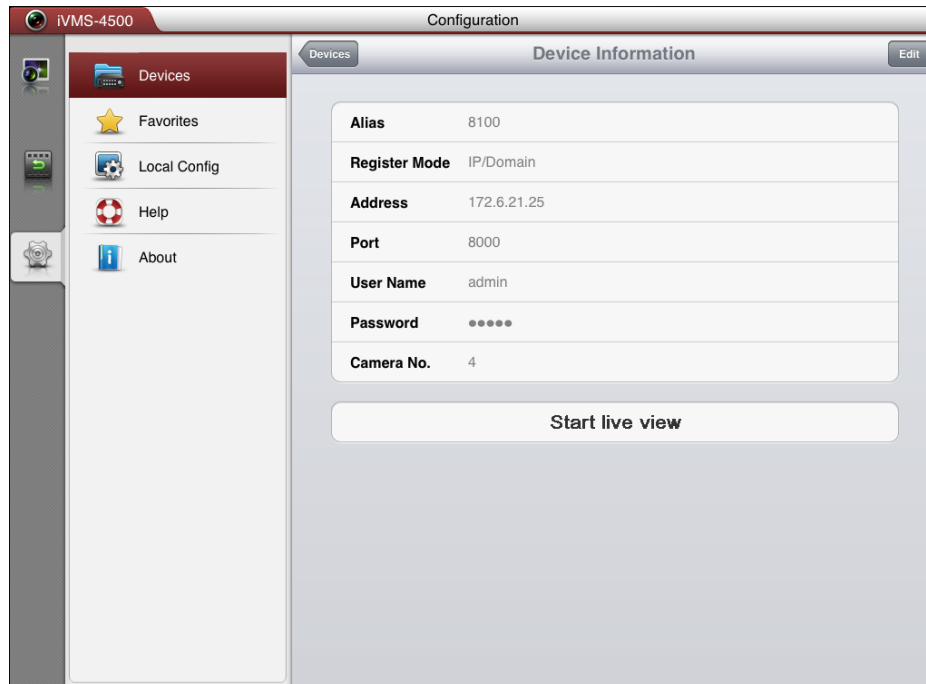 iVMS-4500
Configuration
Devices
Favorites
Local Config
Help
About
Devices
Device Information
Edit
Alias 8100
Register Mode IP/Domain
Address 172.6.21.25
Port 8000
User Name admin
Password ●●●●●
Camera No. 4
Start live view